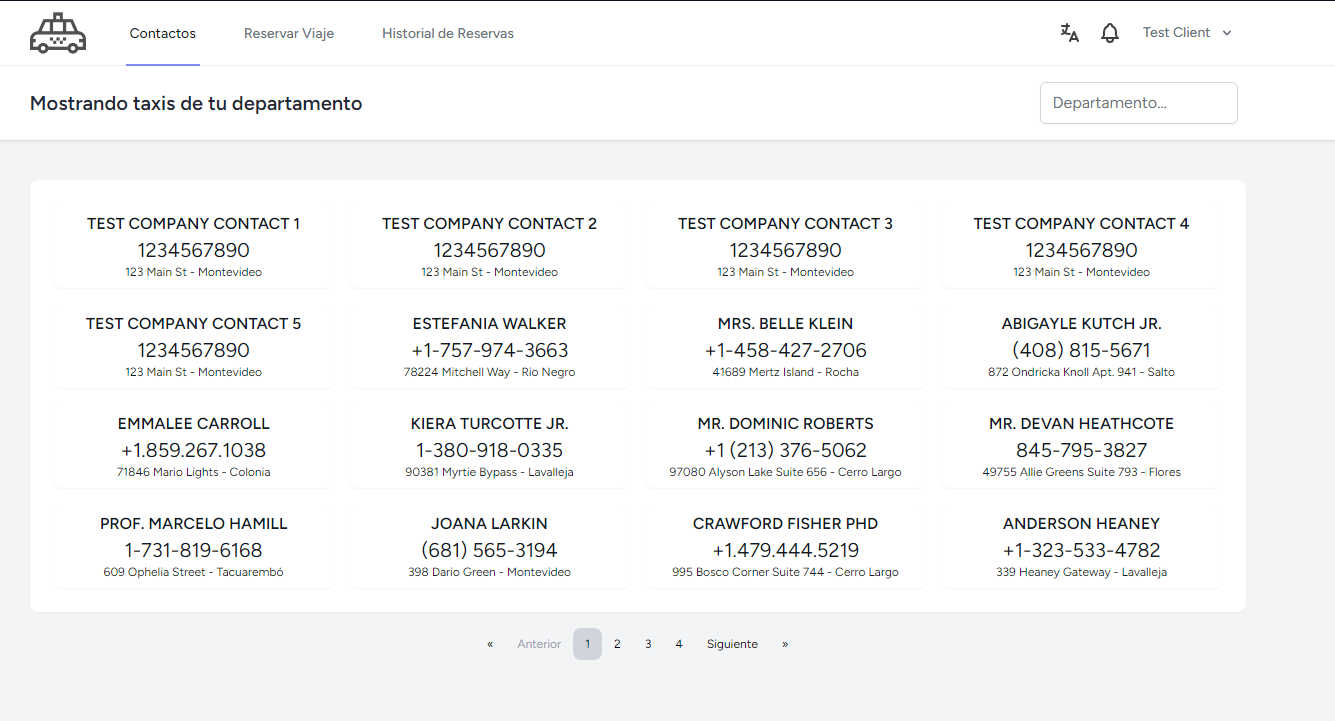 Contactos Reservar Viaje Historial de Reservas Test Client
Mostrando taxis de tu departamento Departamento...
TEST COMPANY CONTACT 1
1234567890
123 Main St - Montevideo
TEST COMPANY CONTACT 2
1234567890
123 Main St - Montevideo
TEST COMPANY CONTACT 3
1234567890
123 Main St - Montevideo
TEST COMPANY CONTACT 4
1234567890
123 Main St - Montevideo
TEST COMPANY CONTACT 5
1234567890
123 Main St - Montevideo
ESTEFANIA WALKER
+1-757-974-3663
78224 Mitchell Way - Rio Negro
MRS. BELLE KLEIN
+1-458-427-2706
41689 Mertz Island - Rocha
ABIGAYLE KUTCH JR.
(408) 815-5671
872 Ondricka Knoll Apt. 941 - Salto
EMMALEE CARROLL
+1.859.267.1038
71846 Mario Lights - Colonia
KIERA TURCOTTE JR.
1-380-918-0335
90381 Myrtie Bypass - Lavalleja
MR. DOMINIC ROBERTS
+1 (213) 376-5062
97080 Alyson Lake Suite 656 - Cerro Largo
MR. DEVAN HEATHCOTE
845-795-3827
49755 Allie Greens Suite 793 - Flores
PROF. MARCELO HAMILL
1-731-819-6168
609 Ophelia Street - Tacuarembó
JOANA LARKIN
(681) 565-3194
398 Dario Green - Montevideo
CRAWFORD FISHER PHD
+1.479.444.5219
995 Bosco Corner Suite 744 - Cerro Largo
ANDERSON HEANEY
+1-323-533-4782
339 Heaney Gateway - Lavalleja
« Anterior 1 2 3 4 Siguiente »